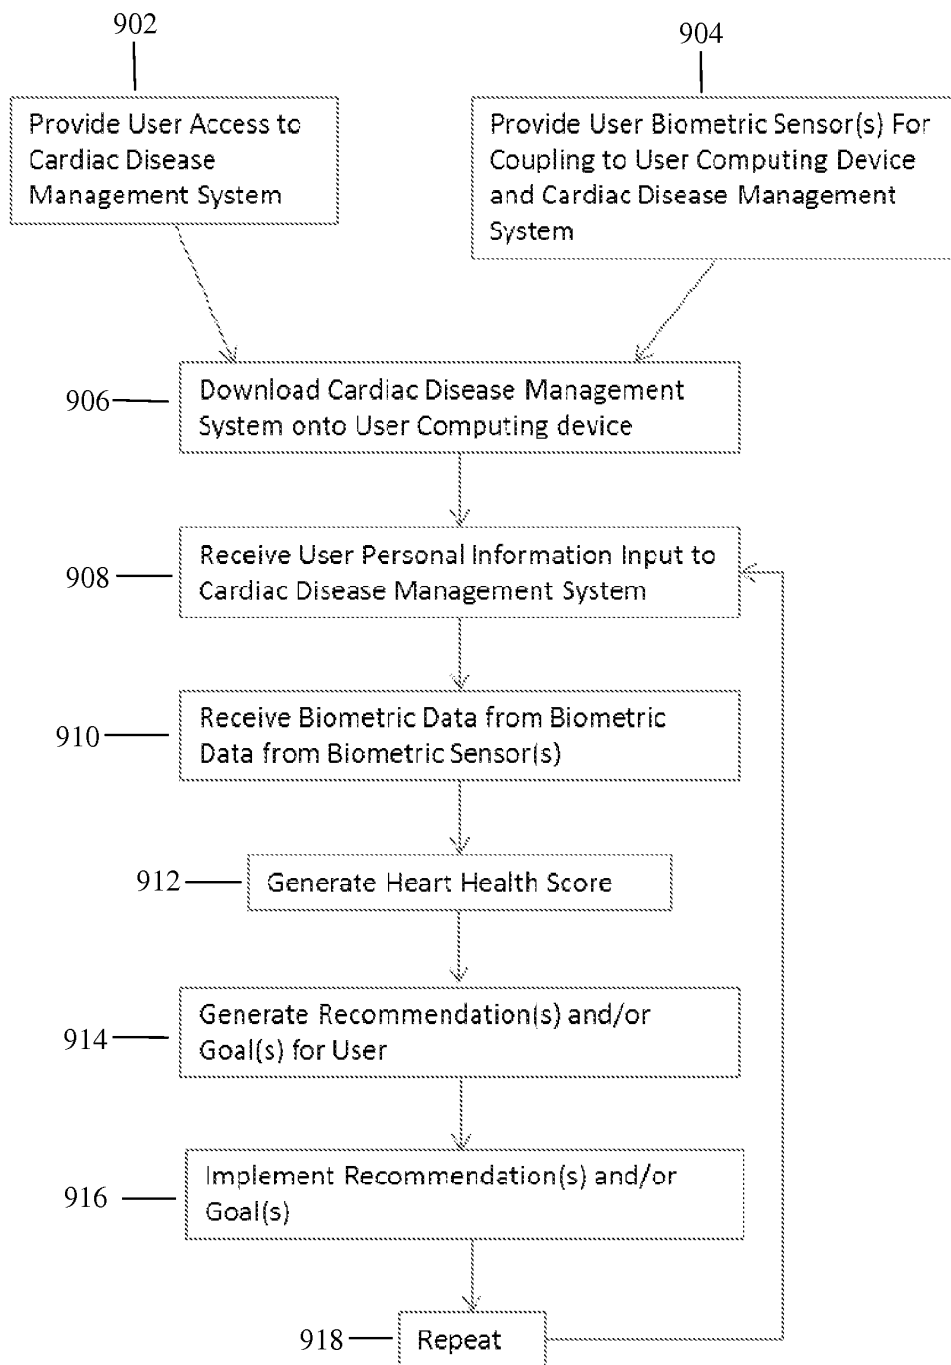 902
904
Provide User Access to
Cardiac Disease
Management System
Provide User Biometric Sensor(s) For
Coupling to User Computing Device
and Cardiac Disease Management
System
906
Download Cardiac Disease Management
System onto User Computing device
908
Receive User Personal Information Input to
Cardiac Disease Management System
910
Receive Biometric Data from Biometric
Data from Biometric Sensor(s)
912
Generate Heart Health Score
914
Generate Recommendation(s) and/or
Goal(s) for User
916
Implement Recommendation(s) and/or
Goal(s)
918
Repeat